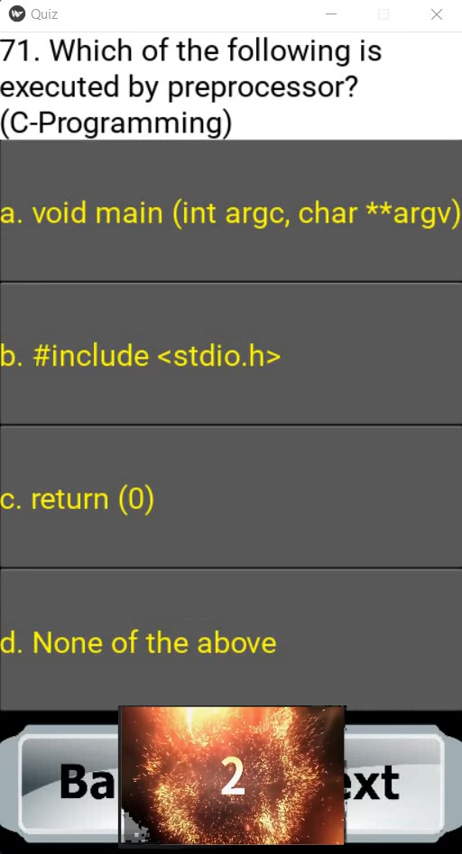 Quiz
71. Which of the following is
executed by preprocessor?
(C-Programming)
a. void main (int argc, char **argv)
b. #include <stdio.h>
c. return (0)
d. None of the above
Ba
2
ext